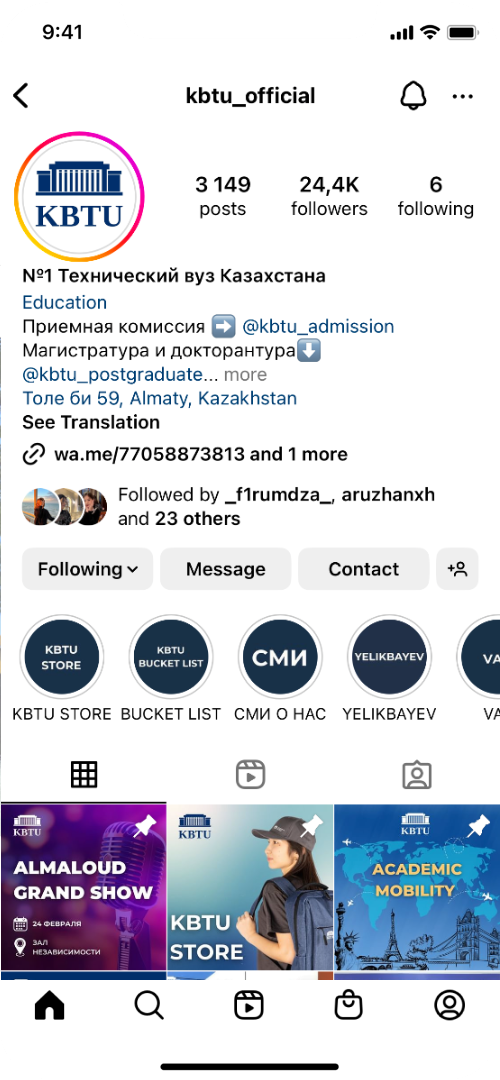 9:41
kbtu_official
KBTU
3 149
posts
24,4K
followers
6
following
№1 Технический вуз Казахстана
Education
Приемная комиссия ➡️ @kbtu_admission
Магистратура и докторантура⬇️
@kbtu_postgraduate... more
Толе би 59, Almaty, Kazakhstan
See Translation
wa.me/77058873813 and 1 more
Followed by _f1rumdza_, aruzhanxh
and 23 others
Following
Message
Contact
KBTU
STORE
KBTU
BUCKET LIST
СМИ
YELIKBAYEV
VA
KBTU STORE
BUCKET LIST
СМИ О НАС
YELIKBAYEV
VA
KBTU
ALMALOUD
GRAND SHOW
24 ФЕВРАЛЯ
ЗАЛ
НЕЗАВИСИМОСТИ
KBTU
KBTU
STORE
KBTU
ACADEMIC
MOBILITY